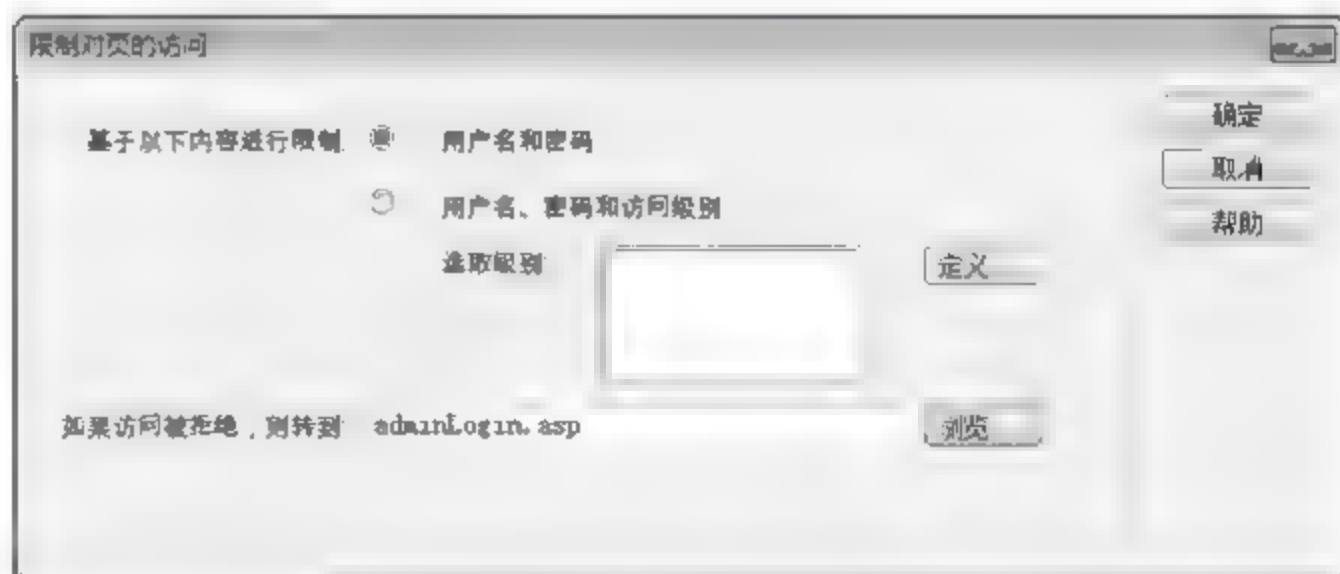 限制对页的访问
基于以下内容进行限制: 用户名和密码
用户名、密码和访问级别
选取级别:
定义
如果访问被拒绝,则转到: adminLogin.asp
浏览
确定
取消
帮助